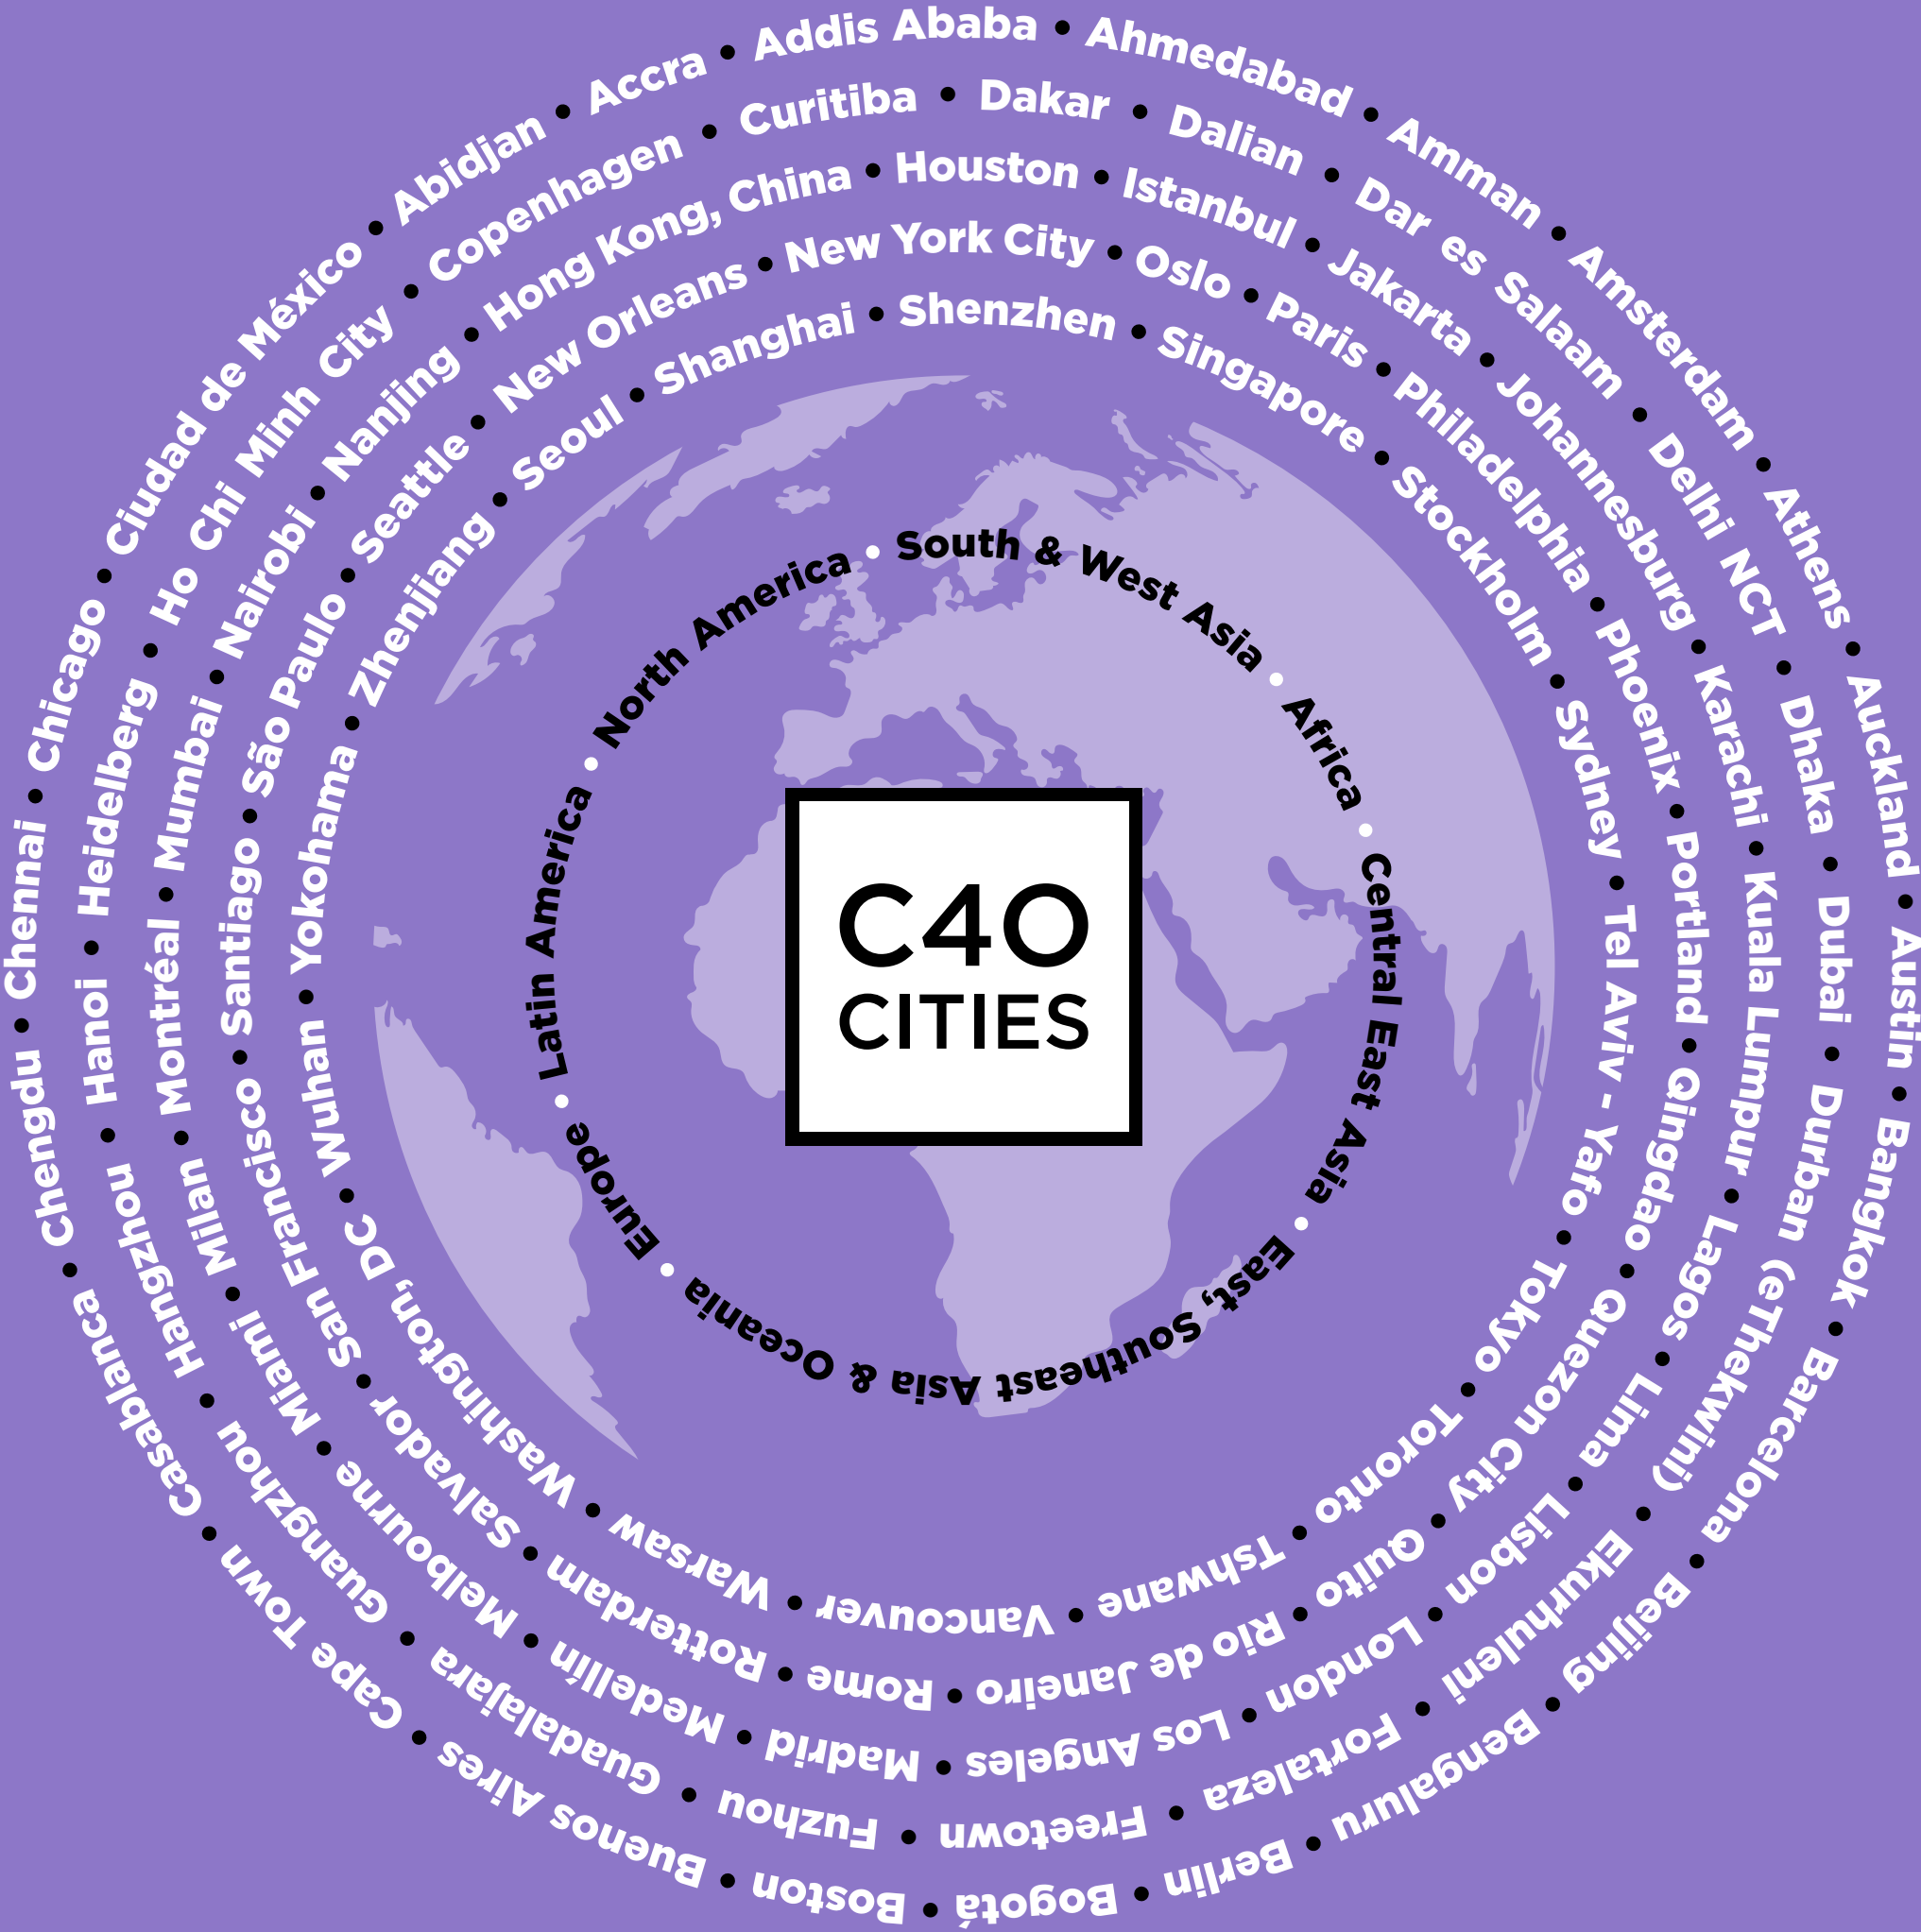 Abidjan • Accra • Addis Ababa • Ahmedabad • Amman • Amsterdam • Athens • Auckland • Austin • Bangkok • Barcelona • Beijing • Bengaluru • Berlin • Bogotá • Boston • Buenos Aires • Cape Town • Casablanca • Chengdu • Chennai • Chicago • Ciudad de México •
Copenhagen • Curitiba • Dakar • Dalian • Dar es Salaam • Delhi NCT • Dhaka • Dubai • Durban (eThekwini) • Ekurhuleni • Fortaleza • Freetown • Fuzhou • Guadalajara • Guangzhou • Hangzhou • Hanoi • Heidelberg • Ho Chi Minh City •
Hong Kong, China • Houston • Istanbul • Jakarta • Johannesburg • Karachi • Kuala Lumpur • Lagos • Lima • Lisbon • London • Los Angeles • Madrid • Medellín • Melbourne • Miami • Milan • Montréal • Mumbai • Nairobi • Nanjing •
New Orleans • New York City • Oslo • Paris • Philadelphia • Phoenix • Portland • Qingdao • Quezon City • Quito • Rio de Janeiro • Rome • Rotterdam • Salvador • San Francisco • Santiago • São Paulo • Seattle •
Seoul • Shanghai • Shenzhen • Singapore • Stockholm • Sydney • Tel Aviv - Yafo • Tokyo • Toronto • Tshwane • Vancouver • Warsaw • Washington, DC • Wuhan • Yokohama • Zhenjiang •
North America • South & West Asia • Africa • Central East Asia • East, Southeast Asia & Oceania • Europe • Latin America •
C40
CITIES